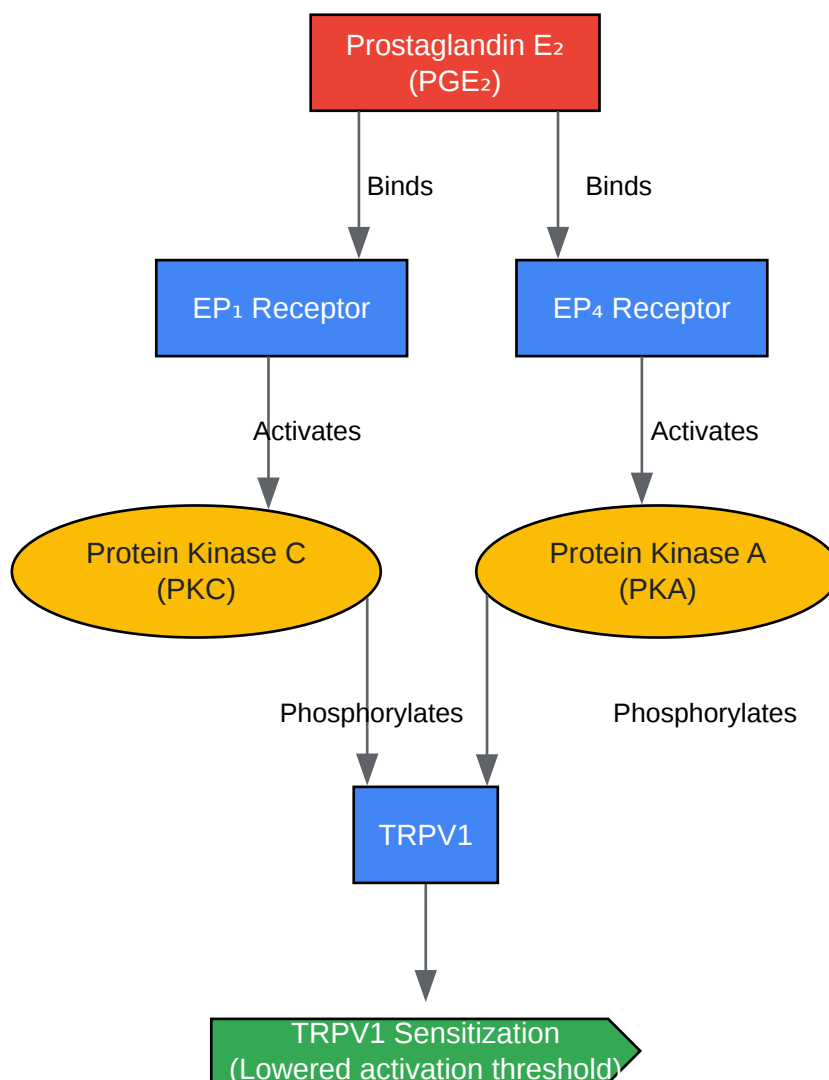 Prostaglandin E₂
(PGE₂)
Binds
Binds
EP₁ Receptor
EP₄ Receptor
Activates
Activates
Protein Kinase C
(PKC)
Protein Kinase A
(PKA)
Phosphorylates
Phosphorylates
TRPV1
TRPV1 Sensitization
(Lowered activation threshold)